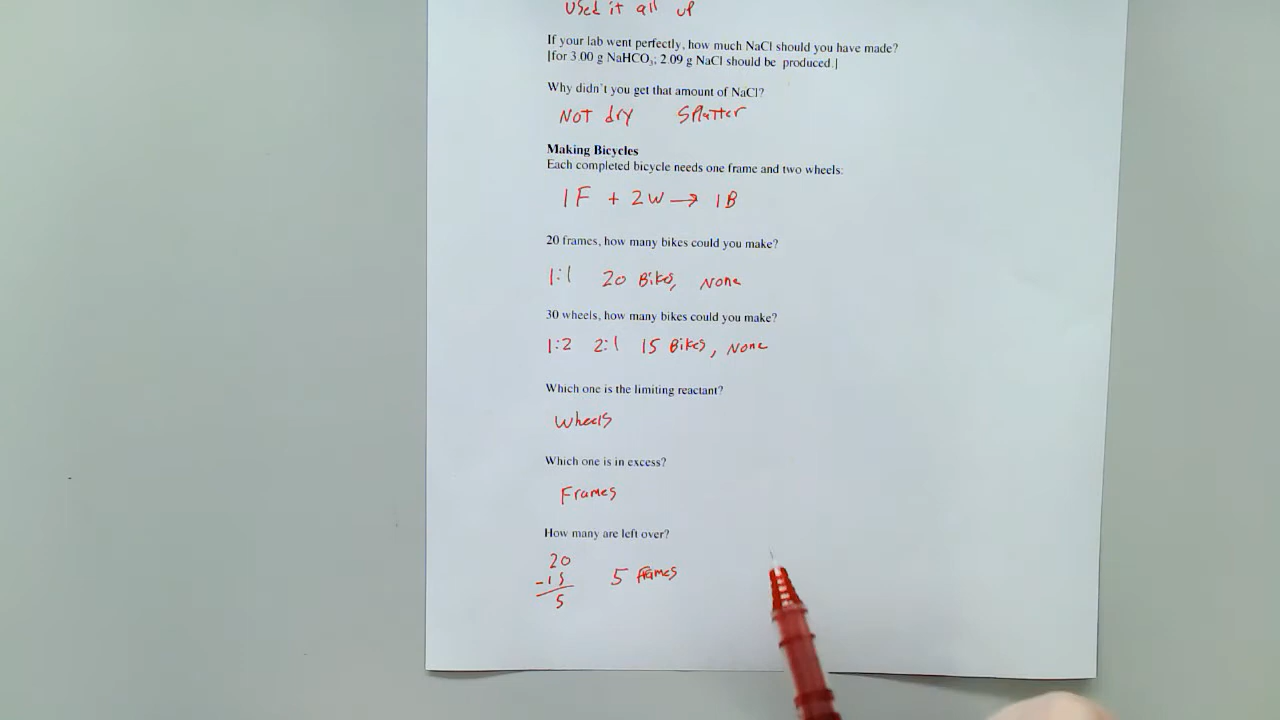 Used it all up
If your lab went perfectly, how much NaCl should you have made?
[for 3.00 g NaHCO₃; 2.09 g NaCl should be produced.]
Why didn't you get that amount of NaCl?
Not dry Splatter
Making Bicycles
Each completed bicycle needs one frame and two wheels:
1F + 2W → 1B
20 frames, how many bikes could you make?
1:1 20 Bikes, None
30 wheels, how many bikes could you make?
1:2 2:1 15 Bikes, None
Which one is the limiting reactant?
Wheels
Which one is in excess?
Frames
How many are left over?
20
-15 5 Frames
5